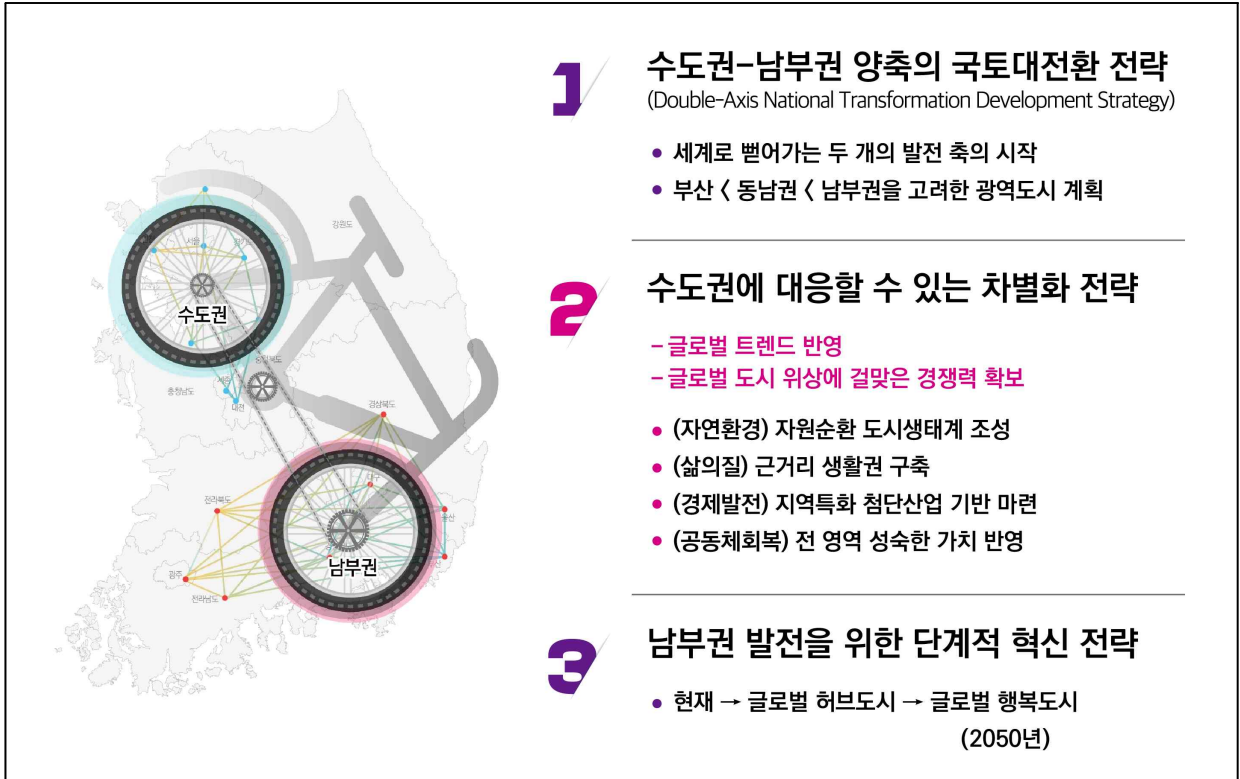 1
수도권-남부권 양축의 국토대전환 전략
(Double-Axis National Transformation Development Strategy)
• 세계로 뻗어가는 두 개의 발전 축의 시작
• 부산 < 동남권 < 남부권을 고려한 광역도시 계획
2
수도권에 대응할 수 있는 차별화 전략
- 글로벌 트렌드 반영
- 글로벌 도시 위상에 걸맞은 경쟁력 확보
• (자연환경) 자원순환 도시생태계 조성
• (삶의질) 근거리 생활권 구축
• (경제발전) 지역특화 첨단산업 기반 마련
• (공동체회복) 전 영역 성숙한 가치 반영
3
남부권 발전을 위한 단계적 혁신 전략
• 현재 → 글로벌 허브도시 → 글로벌 행복도시
(2050년)
강원도
서울
경기
수도권
충청남도
세종
대전
경상북도
대구
전라북도
울산
남부권
광주
전라남도